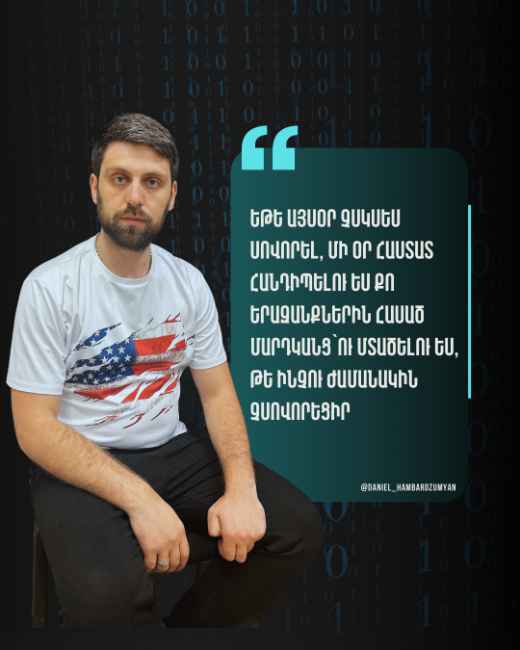 ԵԹԵ ԱՅՍՕՐ ՉՍԿՍԵՍ
ՍՈՎՈՐԵԼ, ՄԻ ՕՐ ՀԱՍՏԱՏ
ՀԱՆԴԻՊԵԼՈՒ ԵՍ ՔՈ
ԵՐԱԶԱՆՔՆԵՐԻՆ ՀԱՍԱԾ
ՄԱՐԴԿԱՆՑ՝ՈՒ ՄՏԱԾԵԼՈՒ ԵՍ,
ԹԵ ԻՆՉՈՒ ԺԱՄԱՆԱԿԻՆ
ՉՍՈՎՈՐԵՑԻՐ
@DANIEL_HAMBARDZUMYAN